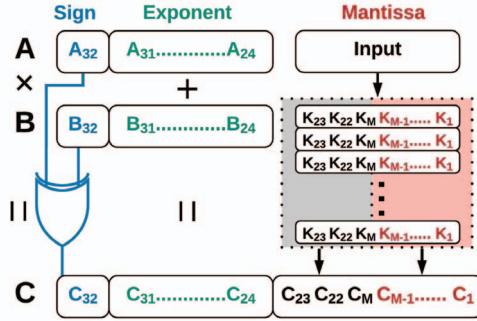 Sign Exponent Mantissa
A A32 A31..............A24 Input
× +
B B32 B31..............B24 K23 K22 KM KM-1..... K1
K23 K22 KM KM-1..... K1
K23 K22 KM KM-1..... K1
= =
K23 K22 KM KM-1..... K1
C C32 C31..............C24 C23 C22 CM CM-1...... C1